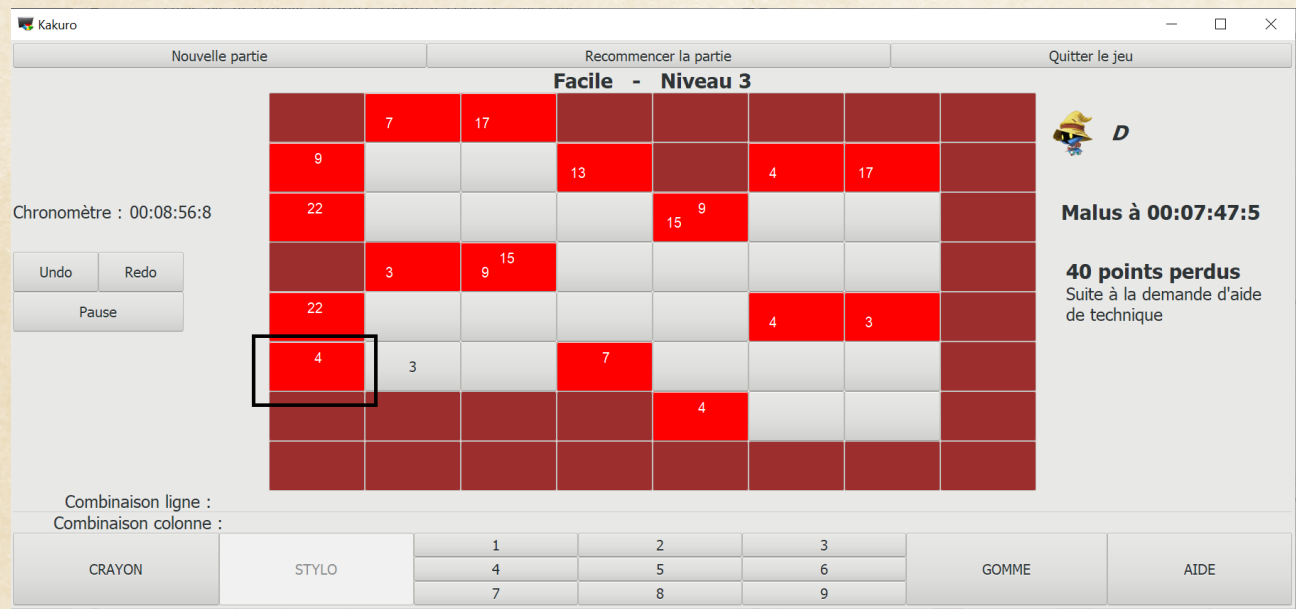 Kakuro
Nouvelle partie Recommencer la partie Quitter le jeu
Facile - Niveau 3
7 17
D
9 13 4 17
Chronomètre : 00:08:56:8
22 15 9
Malus à 00:07:47:5
Undo Redo
3 9 15
40 points perdus
Suite à la demande d'aide
de technique
Pause
22 4 3
4 3 7
4
Combinaison ligne :
Combinaison colonne :
CRAYON STYLO GOMME AIDE
1 2 3
4 5 6
7 8 9